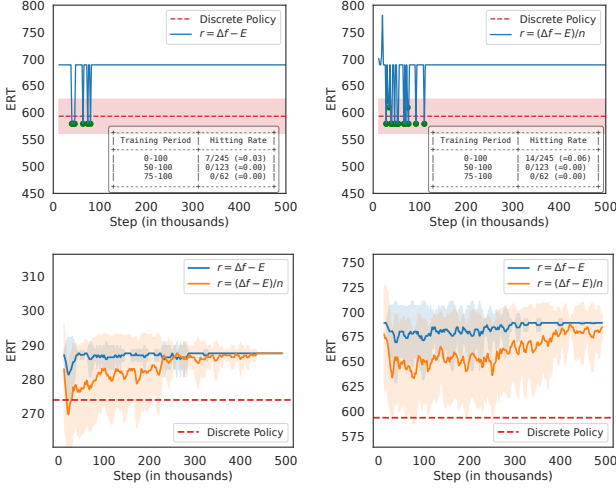 800
750
700
650
600
550
500
450
ERT
Discrete Policy
r = Δf − E
+--------------------+--------------------+
| Training Period | Hitting Rate |
+--------------------+--------------------+
| 0-100 | 7/245 (=0.03) |
| 50-100 | 0/123 (=0.00) |
| 75-100 | 0/62 (=0.00) |
+--------------------+--------------------+
0 100 200 300 400 500
Step (in thousands)
800
750
700
650
600
550
500
450
ERT
Discrete Policy
r = (Δf − E)/n
+--------------------+--------------------+
| Training Period | Hitting Rate |
+--------------------+--------------------+
| 0-100 | 14/245 (=0.06) |
| 50-100 | 0/123 (=0.00) |
| 75-100 | 0/62 (=0.00) |
+--------------------+--------------------+
0 100 200 300 400 500
Step (in thousands)
310
300
290
280
270
ERT
r = Δf − E
r = (Δf − E)/n
Discrete Policy
0 100 200 300 400 500
Step (in thousands)
750
725
700
675
650
625
600
575
ERT
r = Δf − E
r = (Δf − E)/n
Discrete Policy
0 100 200 300 400 500
Step (in thousands)